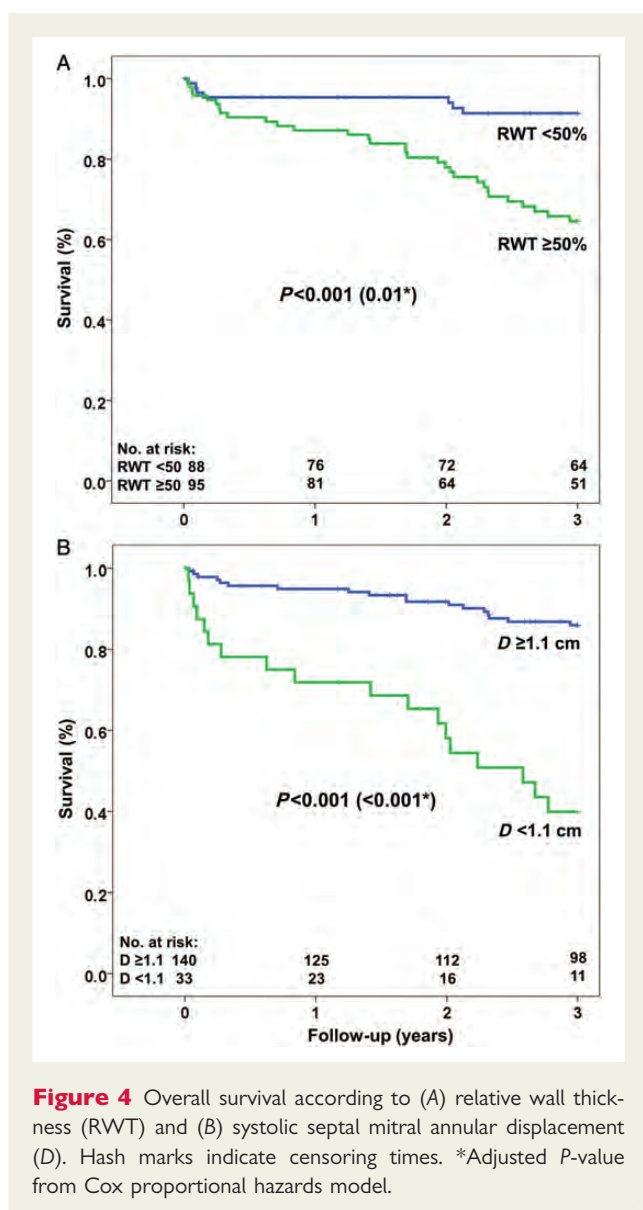 A
1.0
0.8
0.6
0.4
0.2
0.0
Survival (%)
RWT <50%
RWT ≥50%
P<0.001 (0.01*)
No. at risk:
RWT <50 88 76 72 64
RWT ≥50 95 81 64 51
0 1 2 3
B
1.0
0.8
0.6
0.4
0.2
0.0
Survival (%)
D ≥1.1 cm
P<0.001 (<0.001*)
D <1.1 cm
No. at risk:
D ≥1.1 140 125 112 98
D <1.1 33 23 16 11
0 1 2 3
Follow-up (years)
Figure 4 Overall survival according to (A) relative wall thick-
ness (RWT) and (B) systolic septal mitral annular displacement
(D). Hash marks indicate censoring times. *Adjusted P-value
from Cox proportional hazards model.